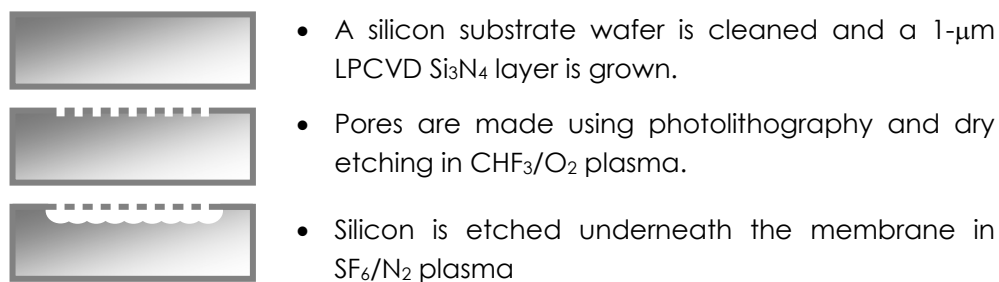 • A silicon substrate wafer is cleaned and a 1-μm
LPCVD Si₃N₄ layer is grown.
• Pores are made using photolithography and dry
etching in CHF₃/O₂ plasma.
• Silicon is etched underneath the membrane in
SF₆/N₂ plasma